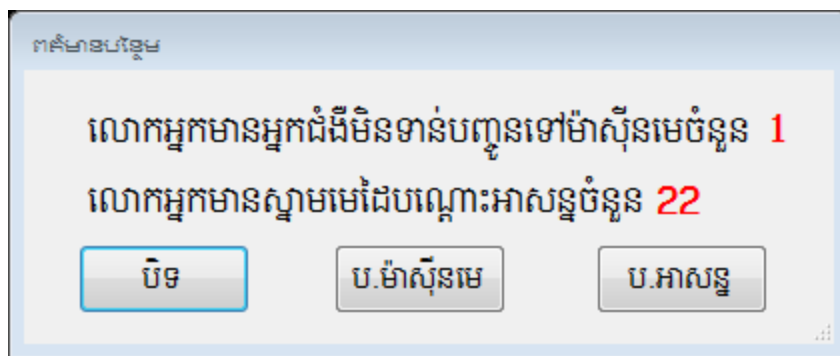 ពត៌មានបន្ថែម
លោកអ្នកមានអ្នកជំងឺមិនទាន់បញ្ជូនទៅម៉ាស៊ីនមេចំនួន 1
លោកអ្នកមានស្នាមមេដៃបណ្តោះអាសន្នចំនួន 22
បិទ ប.ម៉ាស៊ីនមេ ប.អាសន្ន